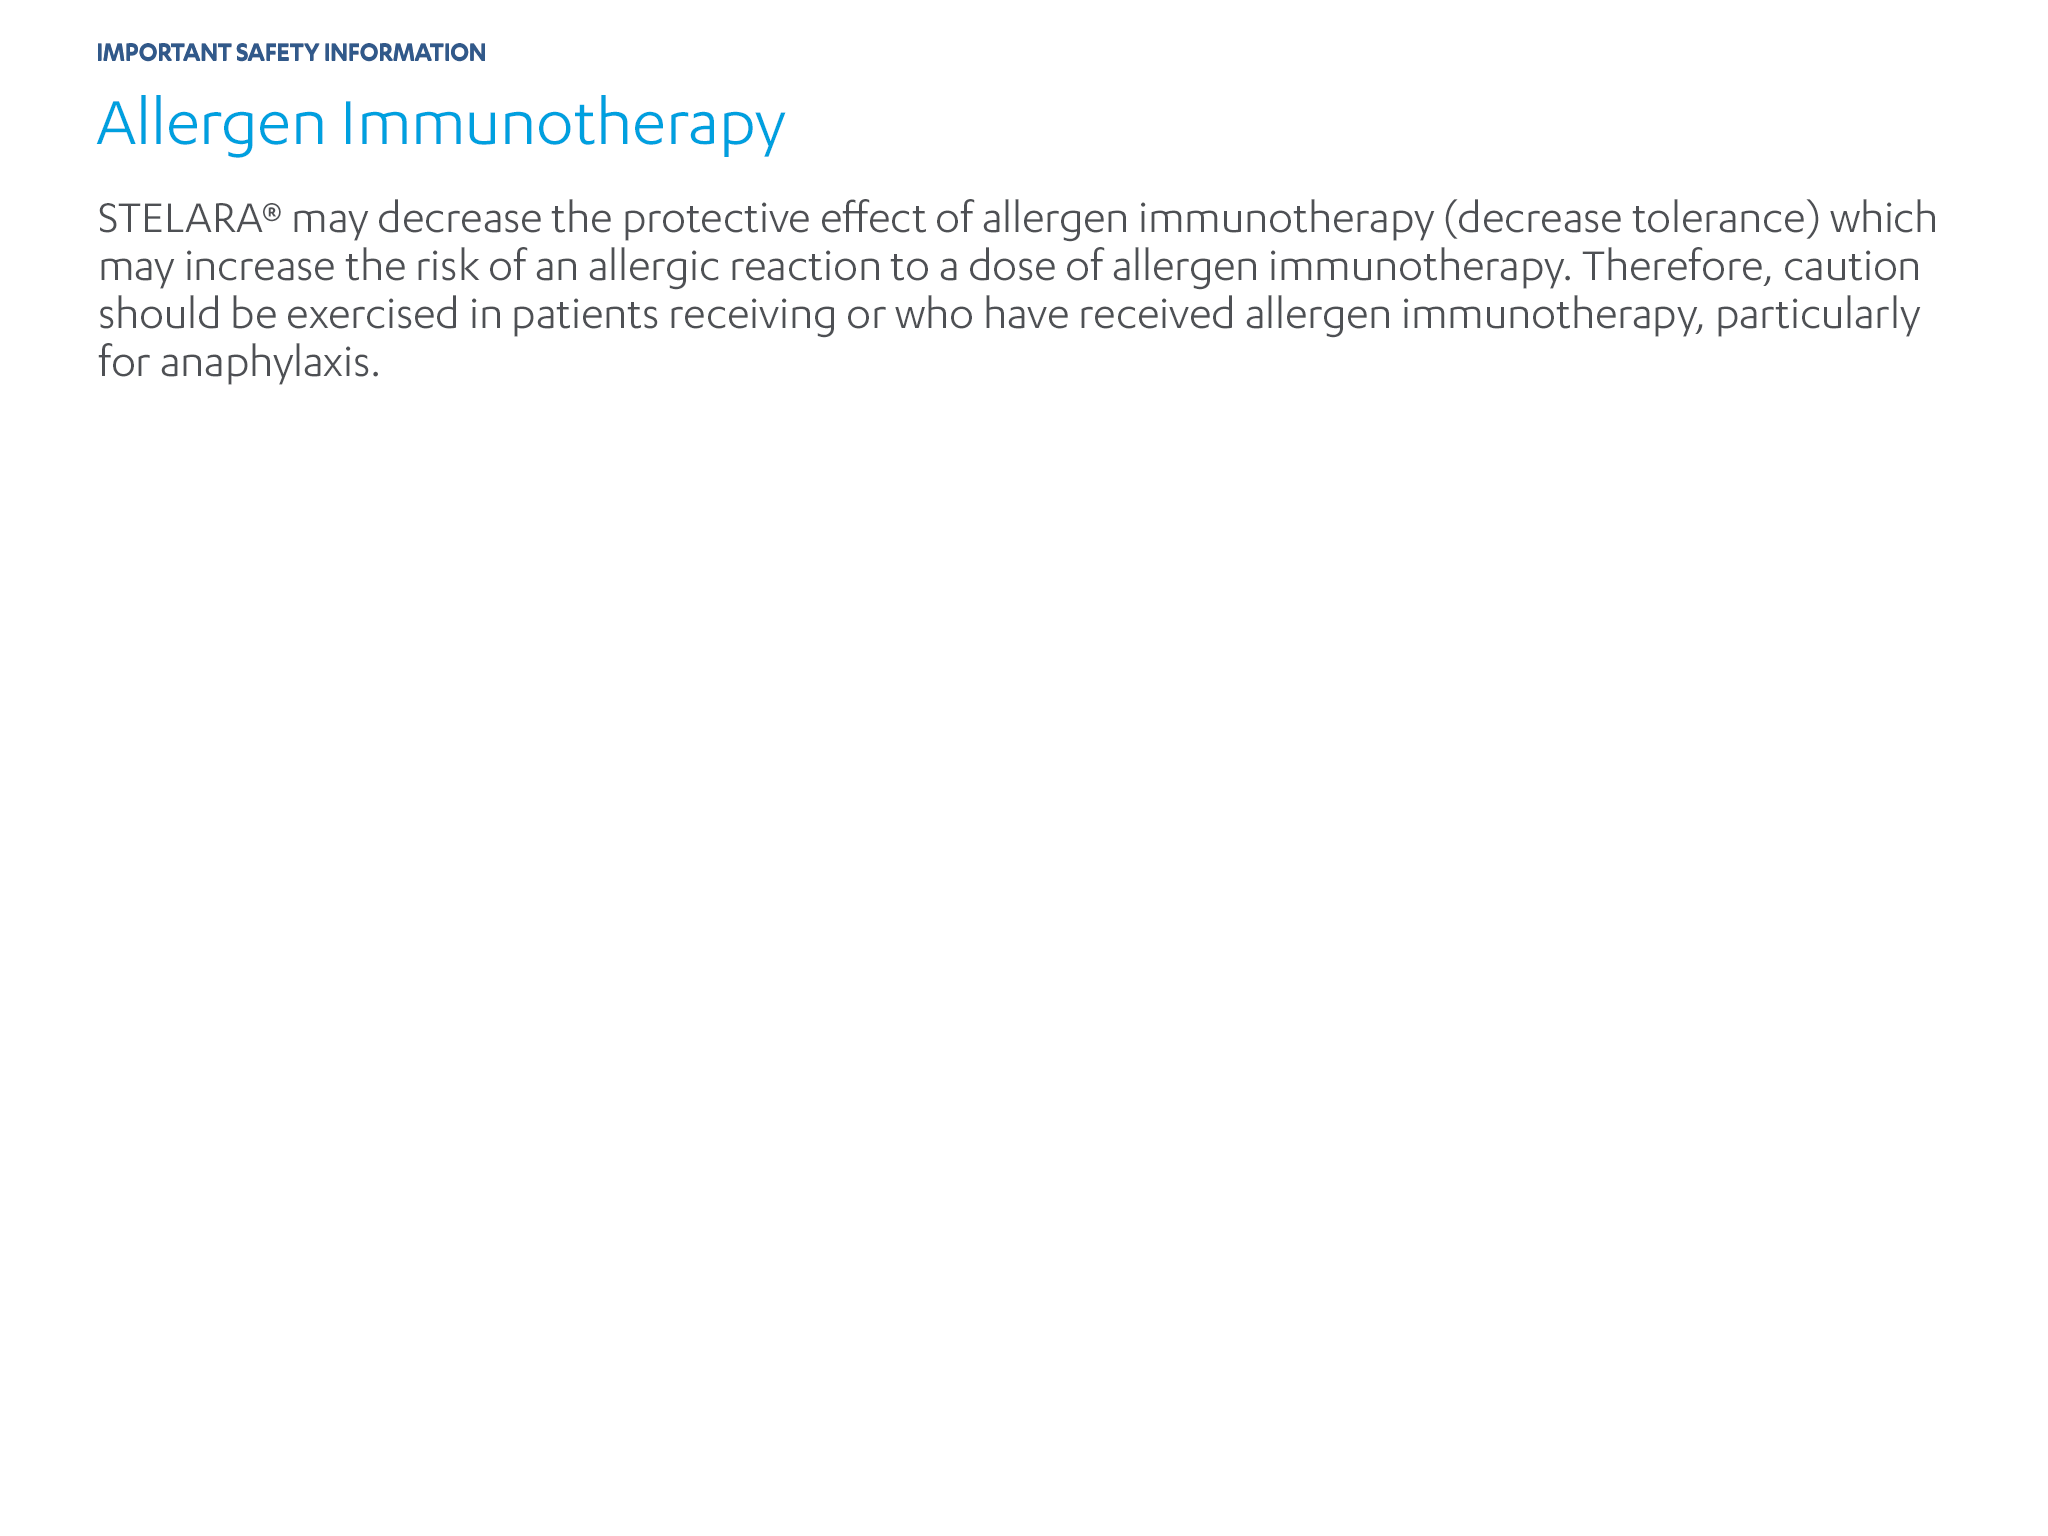 IMPORTANT SAFETY INFORMATION
Allergen Immunotherapy
STELARA® may decrease the protective effect of allergen immunotherapy (decrease tolerance) which
may increase the risk of an allergic reaction to a dose of allergen immunotherapy. Therefore, caution
should be exercised in patients receiving or who have received allergen immunotherapy, particularly
for anaphylaxis.